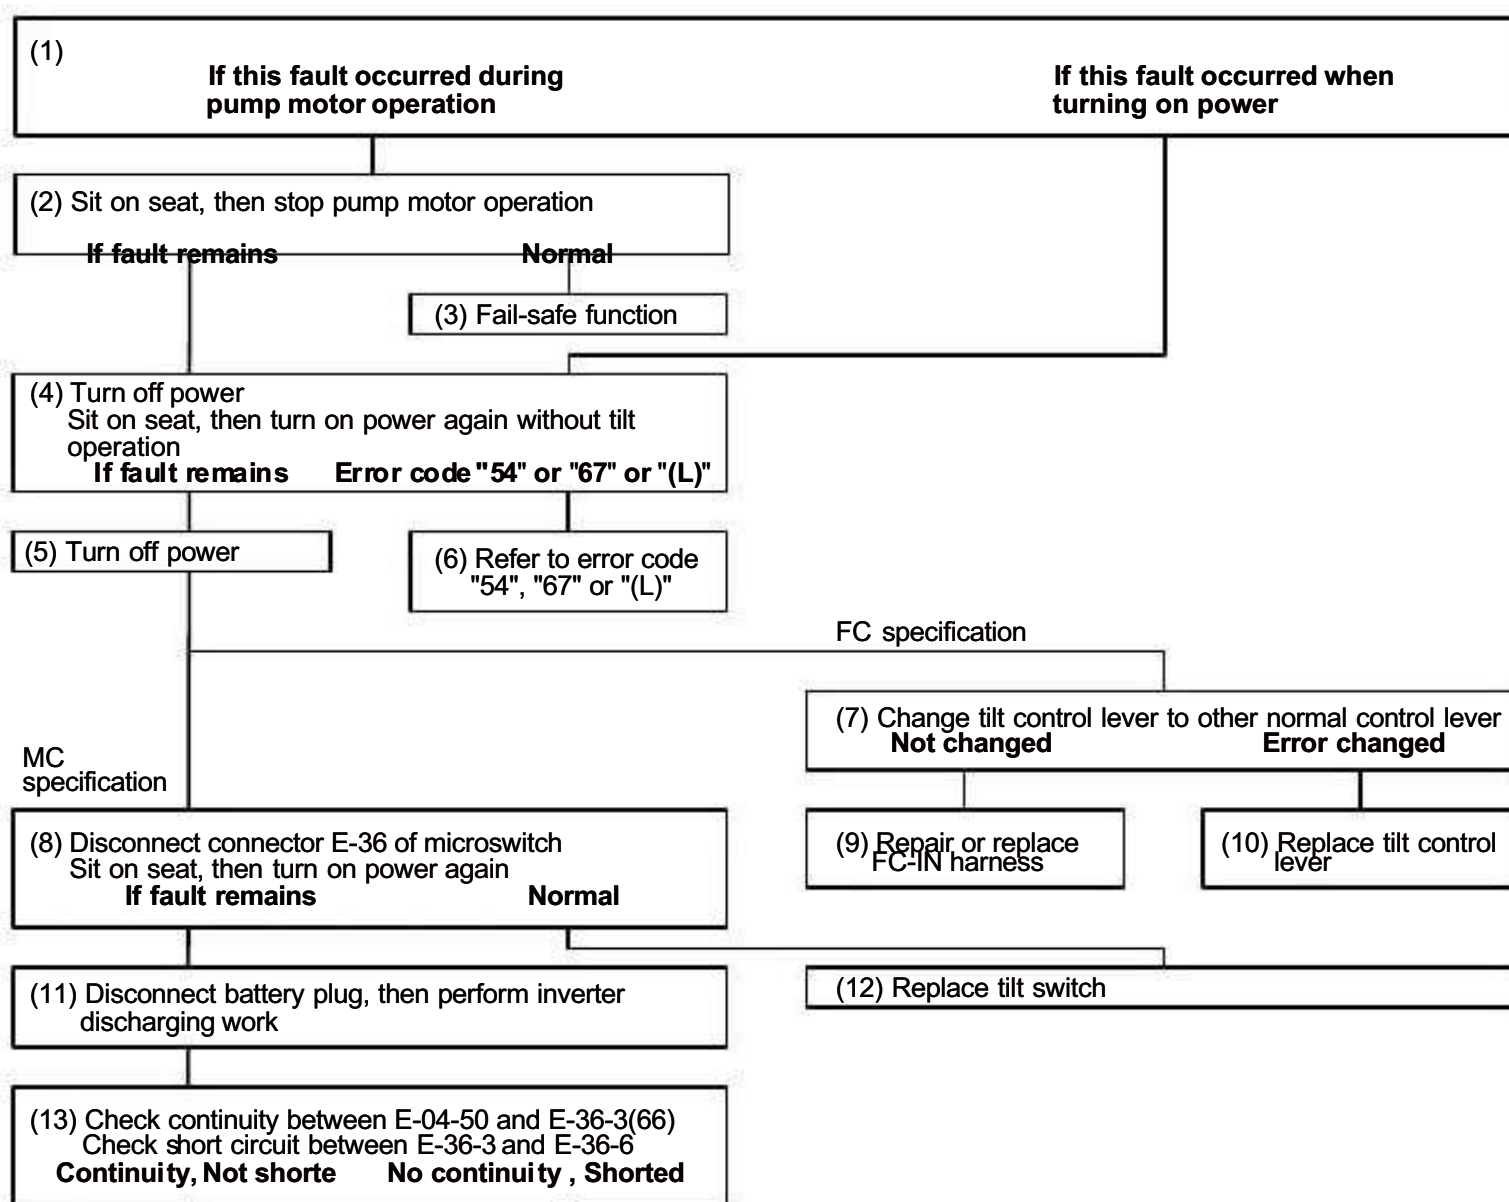 (1)
If this fault occurred during
pump motor operation
If this fault occurred when
turning on power
(2) Sit on seat, then stop pump motor operation
If fault remains
Normal
(3) Fail-safe function
(4) Turn off power
Sit on seat, then turn on power again without tilt
operation
If fault remains
Error code "54" or "67" or "(L)"
(5) Turn off power
(6) Refer to error code
"54", "67" or "(L)"
FC specification
(7) Change tilt control lever to other normal control lever
Not changed
Error changed
MC
specification
(8) Disconnect connector E-36 of microswitch
Sit on seat, then turn on power again
If fault remains
Normal
(9) Repair or replace
FC-IN harness
(10) Replace tilt control
lever
(11) Disconnect battery plug, then perform inverter
discharging work
(12) Replace tilt switch
(13) Check continuity between E-04-50 and E-36-3(66)
Check short circuit between E-36-3 and E-36-6
Continuity, Not shorte
No continuity , Shorted